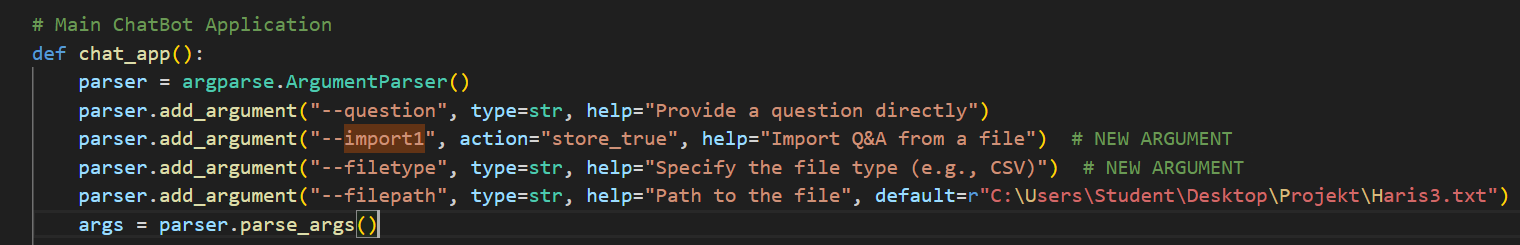 # Main ChatBot Application
def chat_app():
    parser = argparse.ArgumentParser()
    parser.add_argument("--question", type=str, help="Provide a question directly")
    parser.add_argument("--import1", action="store_true", help="Import Q&A from a file")  # NEW ARGUMENT
    parser.add_argument("--filetype", type=str, help="Specify the file type (e.g., CSV)")  # NEW ARGUMENT
    parser.add_argument("--filepath", type=str, help="Path to the file", default=r"C:\Users\Student\Desktop\Projekt\Haris3.txt")
    args = parser.parse_args()